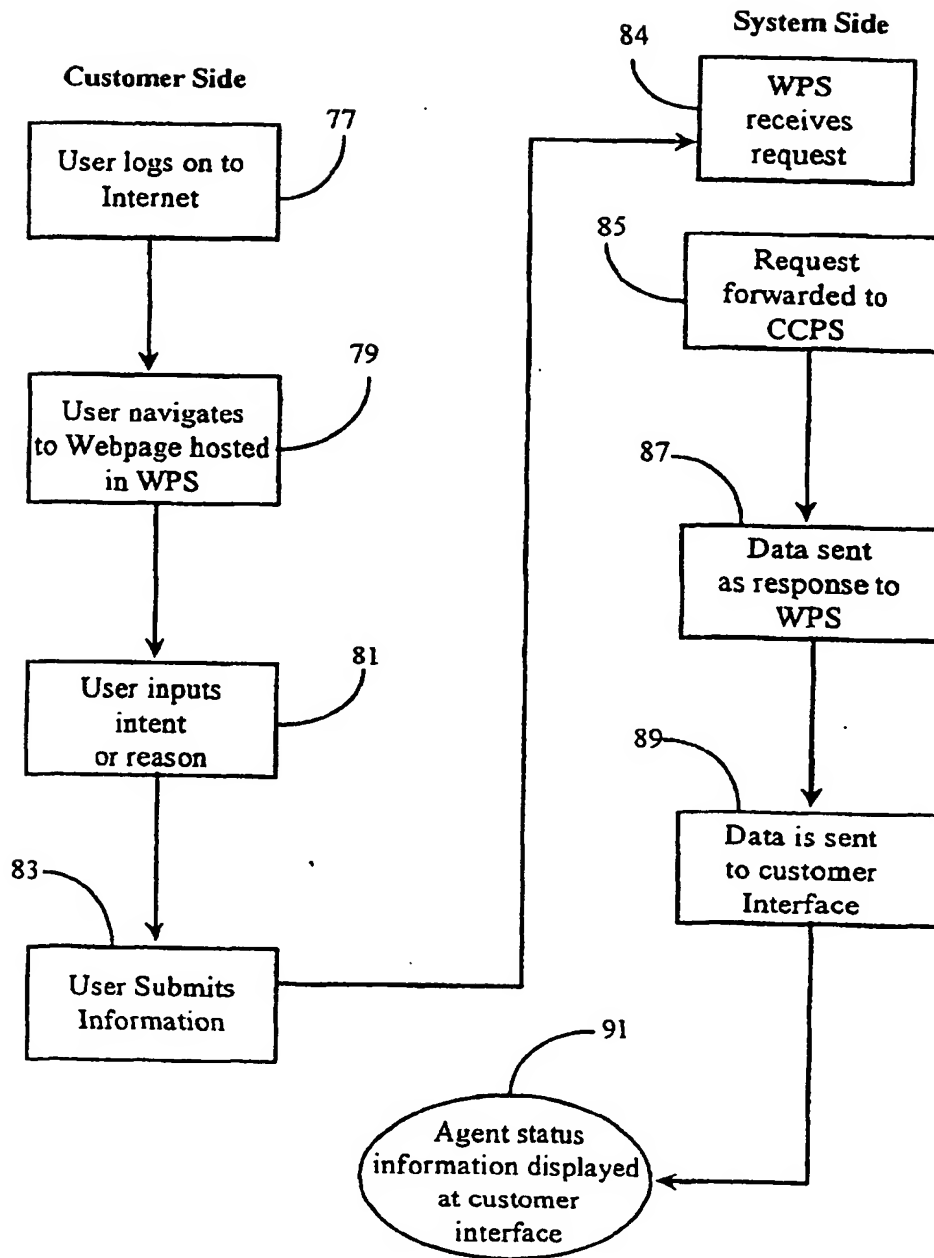 Customer Side
77
User logs on to
Internet
79
User navigates
to Webpage hosted
in WPS
81
User inputs
intent
or reason
83
User Submits
Information
System Side
84
WPS
receives
request
85
Request
forwarded to
CCPS
87
Data sent
as response to
WPS
89
Data is sent
to customer
Interface
91
Agent status
information displayed
at customer
interface